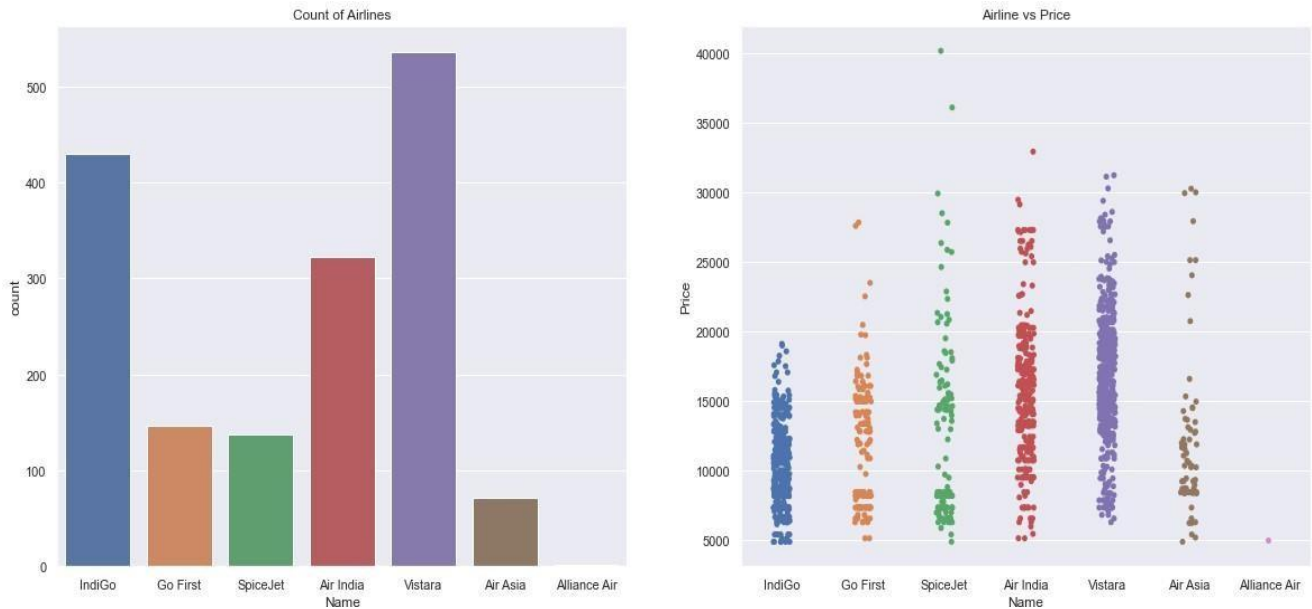 Count of Airlines
500
400
300
200
100
0
count
IndiGo Go First SpiceJet Air India Vistara Air Asia Alliance Air
Name
Airline vs Price
40000
35000
30000
25000
20000
15000
10000
5000
Price
IndiGo Go First SpiceJet Air India Vistara Air Asia Alliance Air
Name